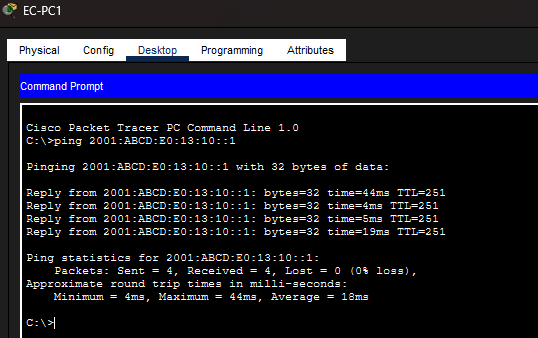 EC-PC1
Physical Config Desktop Programming Attributes
Command Prompt
Cisco Packet Tracer PC Command Line 1.0
C:\>ping 2001:ABCD:E0:13:10::1
Pinging 2001:ABCD:E0:13:10::1 with 32 bytes of data:
Reply from 2001:ABCD:E0:13:10::1: bytes=32 time=44ms TTL=251
Reply from 2001:ABCD:E0:13:10::1: bytes=32 time=4ms TTL=251
Reply from 2001:ABCD:E0:13:10::1: bytes=32 time=5ms TTL=251
Reply from 2001:ABCD:E0:13:10::1: bytes=32 time=19ms TTL=251
Ping statistics for 2001:ABCD:E0:13:10::1:
Packets: Sent = 4, Received = 4, Lost = 0 (0% loss),
Approximate round trip times in milli-seconds:
Minimum = 4ms, Maximum = 44ms, Average = 18ms
C:\>